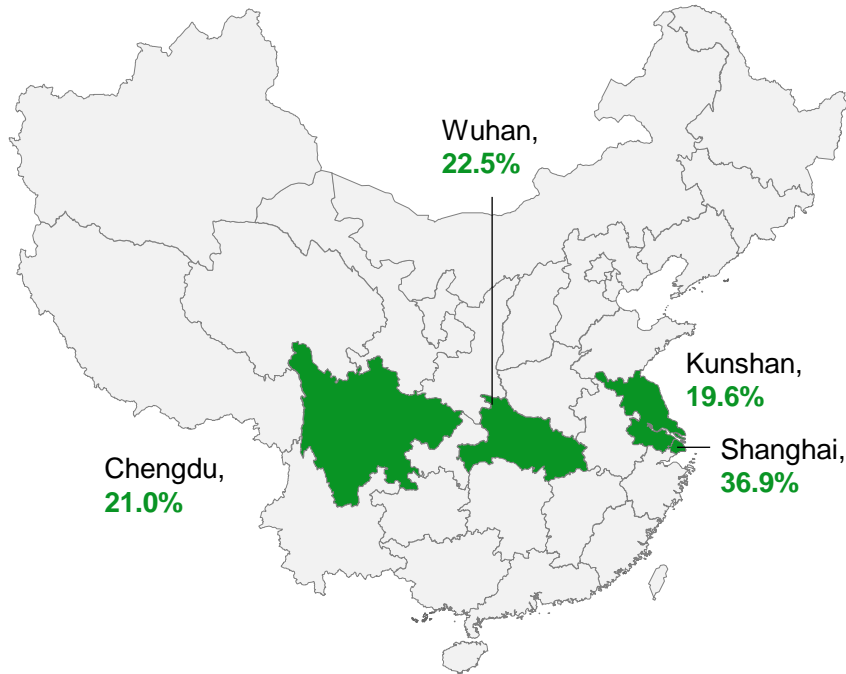 Wuhan,
22.5%
Kunshan,
19.6%
Chengdu,
21.0%
Shanghai,
36.9%